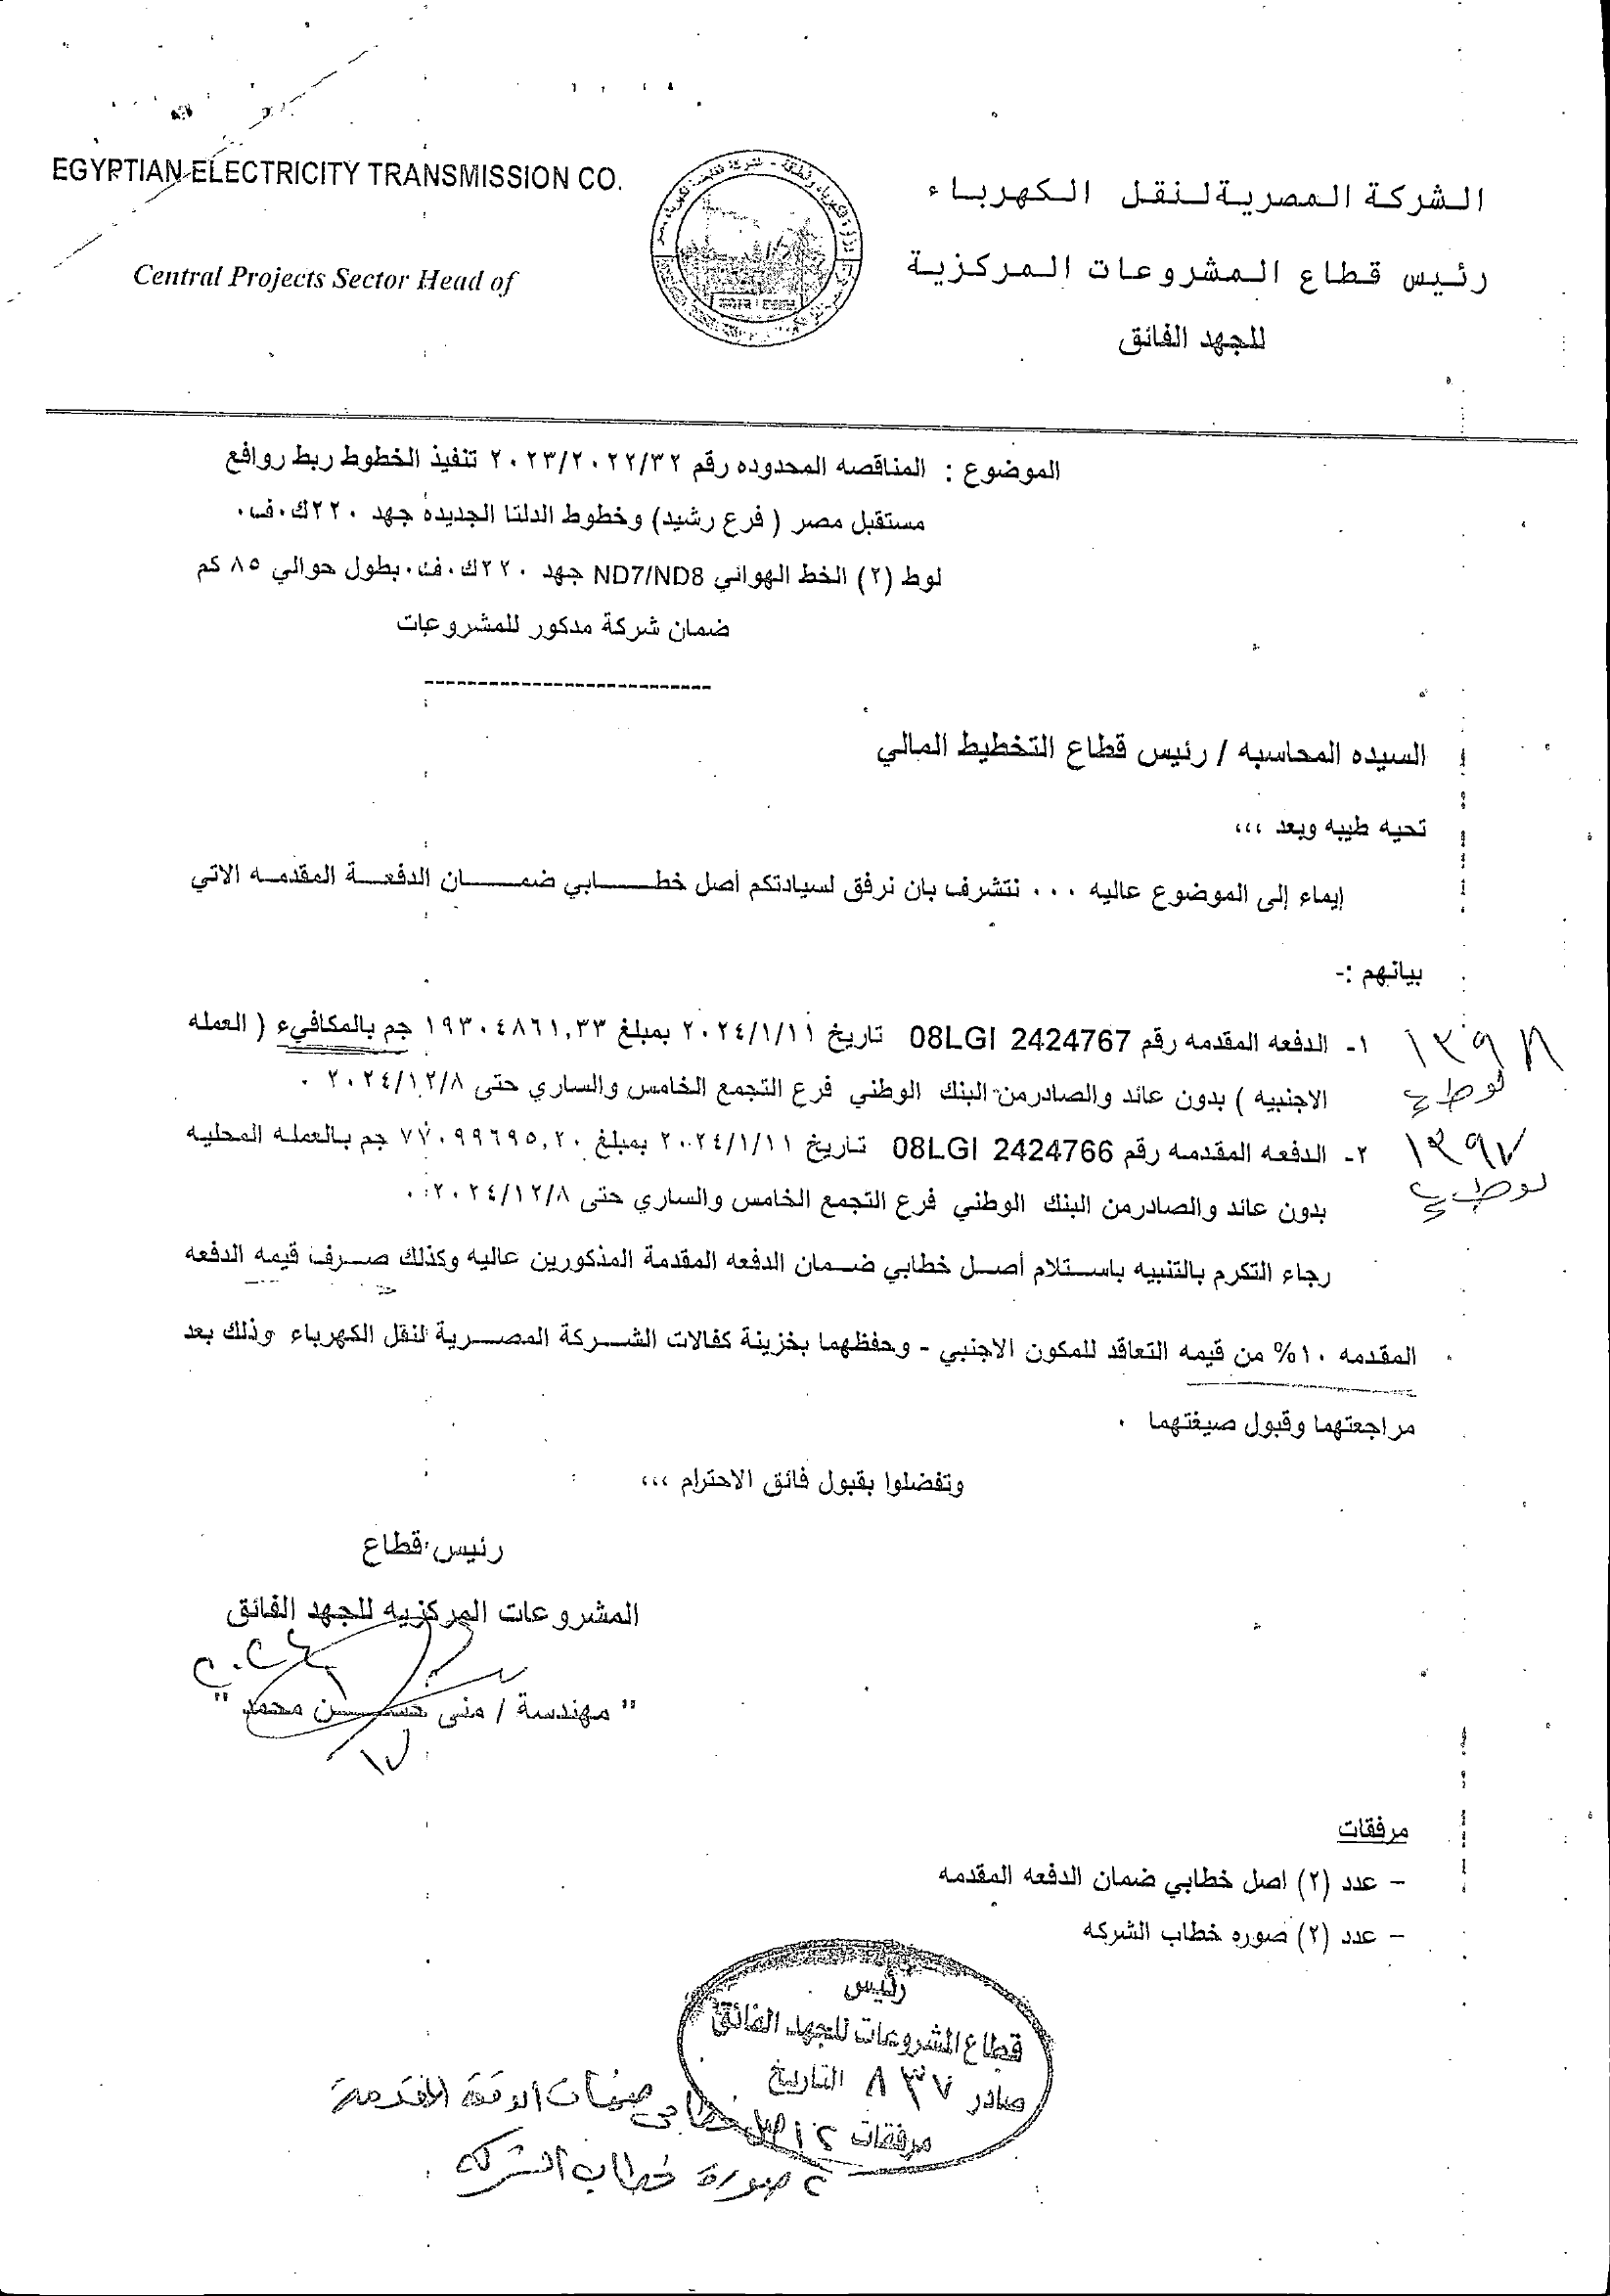 EGYPTIAN ELECTRICITY TRANSMISSION CO.
Central Projects Sector Head of
الشركة المصرية لنقل الكهرباء
رئيس قطاع المشروعات المركزية
للجهد الفائق
الموضوع : المناقصه المحدوده رقم ٢٠٢٣/٢٠٢٢/٣٢ تنفيذ الخطوط ربط روافع
مستقبل مصر ( فرع رشيد) وخطوط الدلتا الجديده جهد ٢٢٠ك.ف.
لوط (٢) الخط الهوائي ND7/ND8 جهد ٢٢٠ك.ف.بطول حوالي ٨٥ كم
ضمان شركة مدكور للمشروعات
---------------------------
السيده المحاسبه / رئيس قطاع التخطيط المالي
تحيه طيبه وبعد ،،،
إيماء إلى الموضوع عاليه ... نتشرف بان نرفق لسيادتكم أصل خطابي ضمان الدفعة المقدمه الاتي
بيانهم :-
١- الدفعه المقدمه رقم 08LGI 2424767 تاريخ ٢٠٢٤/١/١١ بمبلغ ١٩٣٠٤٨٦١,٣٣ جم بالمكافيء ( العمله
١٣٩٨
الاجنبيه ) بدون عائد والصادرمن البنك الوطني فرع التجمع الخامس والساري حتى ٢٠٢٤/١٢/٨ .
٢- الدفعه المقدمه رقم 08LGI 2424766 تاريخ ٢٠٢٤/١/١١ بمبلغ ٧٧٠٩٩٦٩٥,٢٠ جم بالعمله المحليه
١٣٩٧
بدون عائد والصادرمن البنك الوطني فرع التجمع الخامس والساري حتى ٢٠٢٤/١٢/٨ .
رجاء التكرم بالتنبيه باستلام أصل خطابي ضمان الدفعه المقدمة المذكورين عاليه وكذلك صرف قيمه الدفعه
المقدمه ١٠% من قيمه التعاقد للمكون الاجنبي - وحفظهما بخزينة كفالات الشركة المصرية لنقل الكهرباء وذلك بعد
مراجعتهما وقبول صيغتهما .
وتفضلوا بقبول فائق الاحترام ،،،
رئيس قطاع
المشروعات المركزيه للجهد الفائق
" مهندسة / منى حسن محمد "
مرفقات
- عدد (٢) اصل خطابي ضمان الدفعه المقدمه
- عدد (٢) صوره خطاب الشركه
رئيس
قطاع المشروعات للجهد الفائق
صادر ٨٣٧ التاريخ
مرفقات ٢ اصل خطابي ضمان الدفعة المقدمة
٢ صورة خطاب الشركه